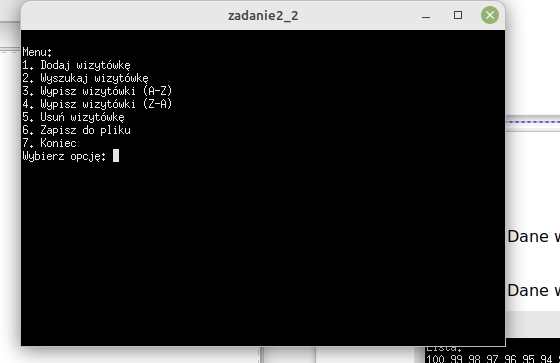 zadanie2_2
Menu:
1. Dodaj wizytówkę
2. Wyszukaj wizytówkę
3. Wypisz wizytówki (A-Z)
4. Wypisz wizytówki (Z-A)
5. Usuń wizytówkę
6. Zapisz do pliku
7. Koniec
Wybierz opcję:
Dane w
Dane w
Lista:
100 99 98 97 96 95 94